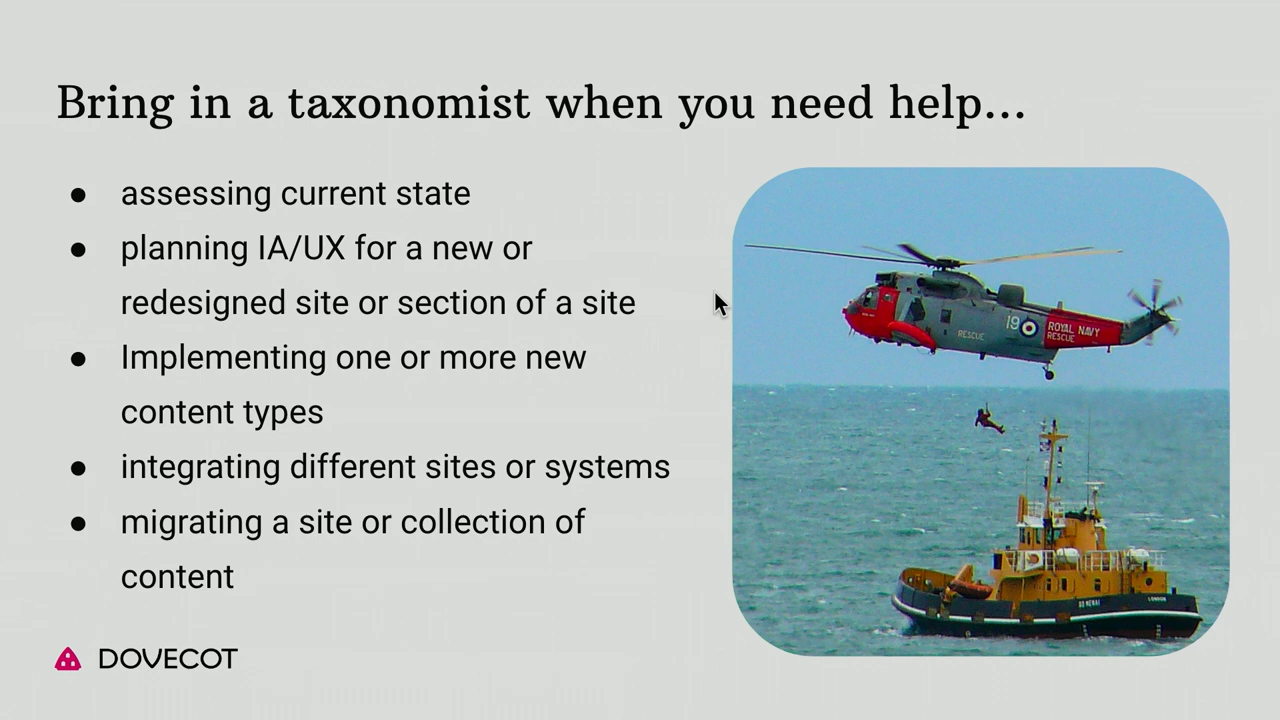 Bring in a taxonomist when you need help...
● assessing current state
● planning IA/UX for a new or
redesigned site or section of a site
● Implementing one or more new
content types
● integrating different sites or systems
● migrating a site or collection of
content
DOVECOT
RESCUE
19
ROYAL NAVY
RESCUE
LONDON